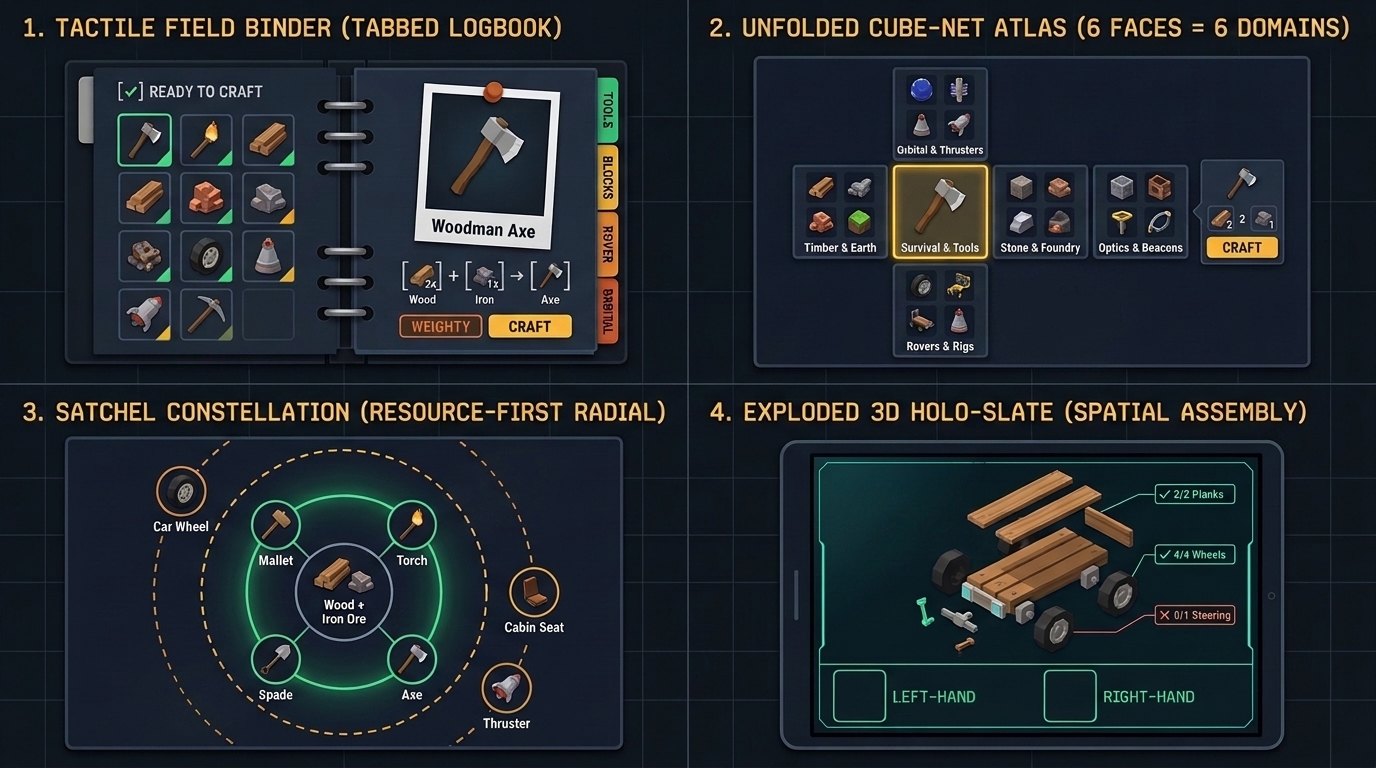 1. TACTILE FIELD BINDER (TABBED LOGBOOK)
[✓] READY TO CRAFT
Woodman Axe
2x
+
1x
→
Wood
Iron
Axe
WEIGHTY
CRAFT
TOOLS
BLOCKS
ROVER
2. UNFOLDED CUBE-NET ATLAS (6 FACES = 6 DOMAINS)
Gibital & Thrusters
Timber & Earth
Survival & Tools
Stone & Foundry
Optics & Beacons
2
2
1
CRAFT
Rovers & Rigs
3. SATCHEL CONSTELLATION (RESOURCE-FIRST RADIAL)
Car Wheel
Mallet
Torch
Wood +
Iron Ore
Cabin Seat
Spade
Axe
Thruster
4. EXPLODED 3D HOLO-SLATE (SPATIAL ASSEMBLY)
✓ 2/2 Planks
✓ 4/4 Wheels
✕ 0/1 Steering
LEFT-HAND
RIGHT-HAND